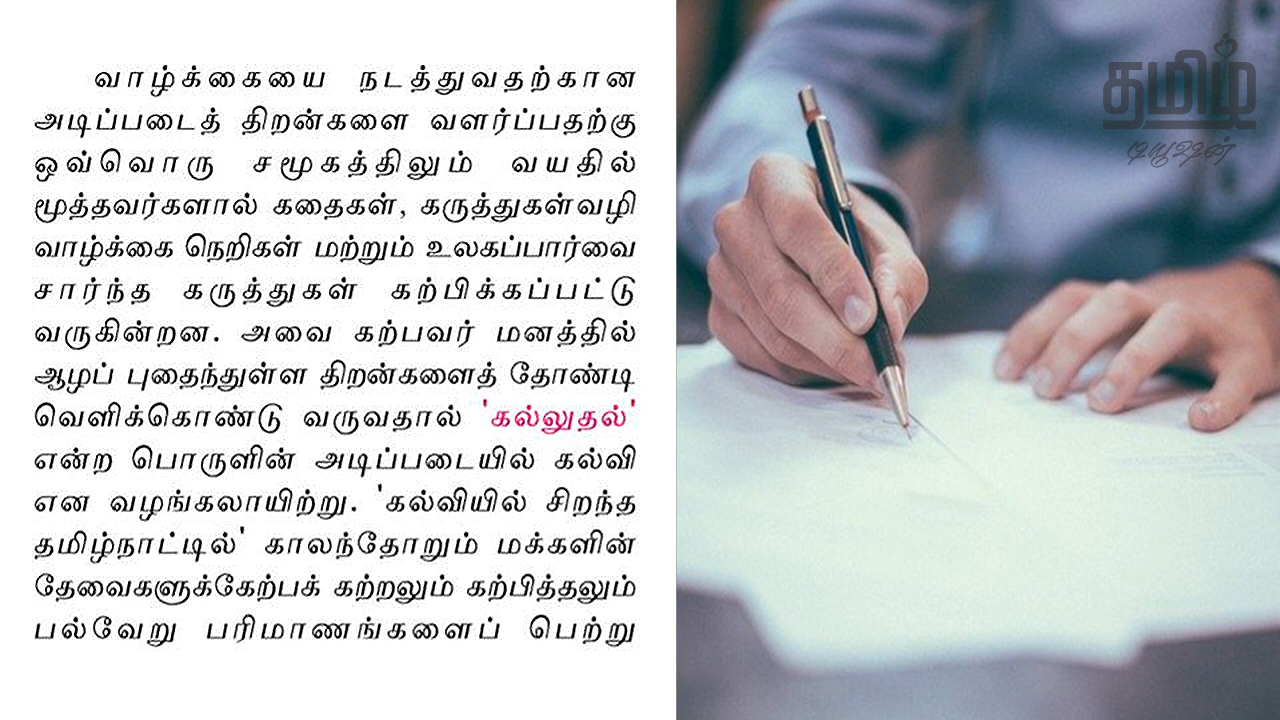 வாழ்க்கையை நடத்துவதற்கான
அடிப்படைத் திறன்களை வளர்ப்பதற்கு
ஒவ்வொரு சமூகத்திலும் வயதில்
மூத்தவர்களால் கதைகள், கருத்துகள்வழி
வாழ்க்கை நெறிகள் மற்றும் உலகப்பார்வை
சார்ந்த கருத்துகள் கற்பிக்கப்பட்டு
வருகின்றன. அவை கற்பவர் மனத்தில்
ஆழப் புதைந்துள்ள திறன்களைத் தோண்டி
வெளிக்கொண்டு வருவதால் 'கல்லுதல்'
என்ற பொருளின் அடிப்படையில் கல்வி
என வழங்கலாயிற்று. 'கல்வியில் சிறந்த
தமிழ்நாட்டில்' காலந்தோறும் மக்களின்
தேவைகளுக்கேற்பக் கற்றலும் கற்பித்தலும்
பல்வேறு பரிமாணங்களைப் பெற்று
தமிழ்
டியூஷன்